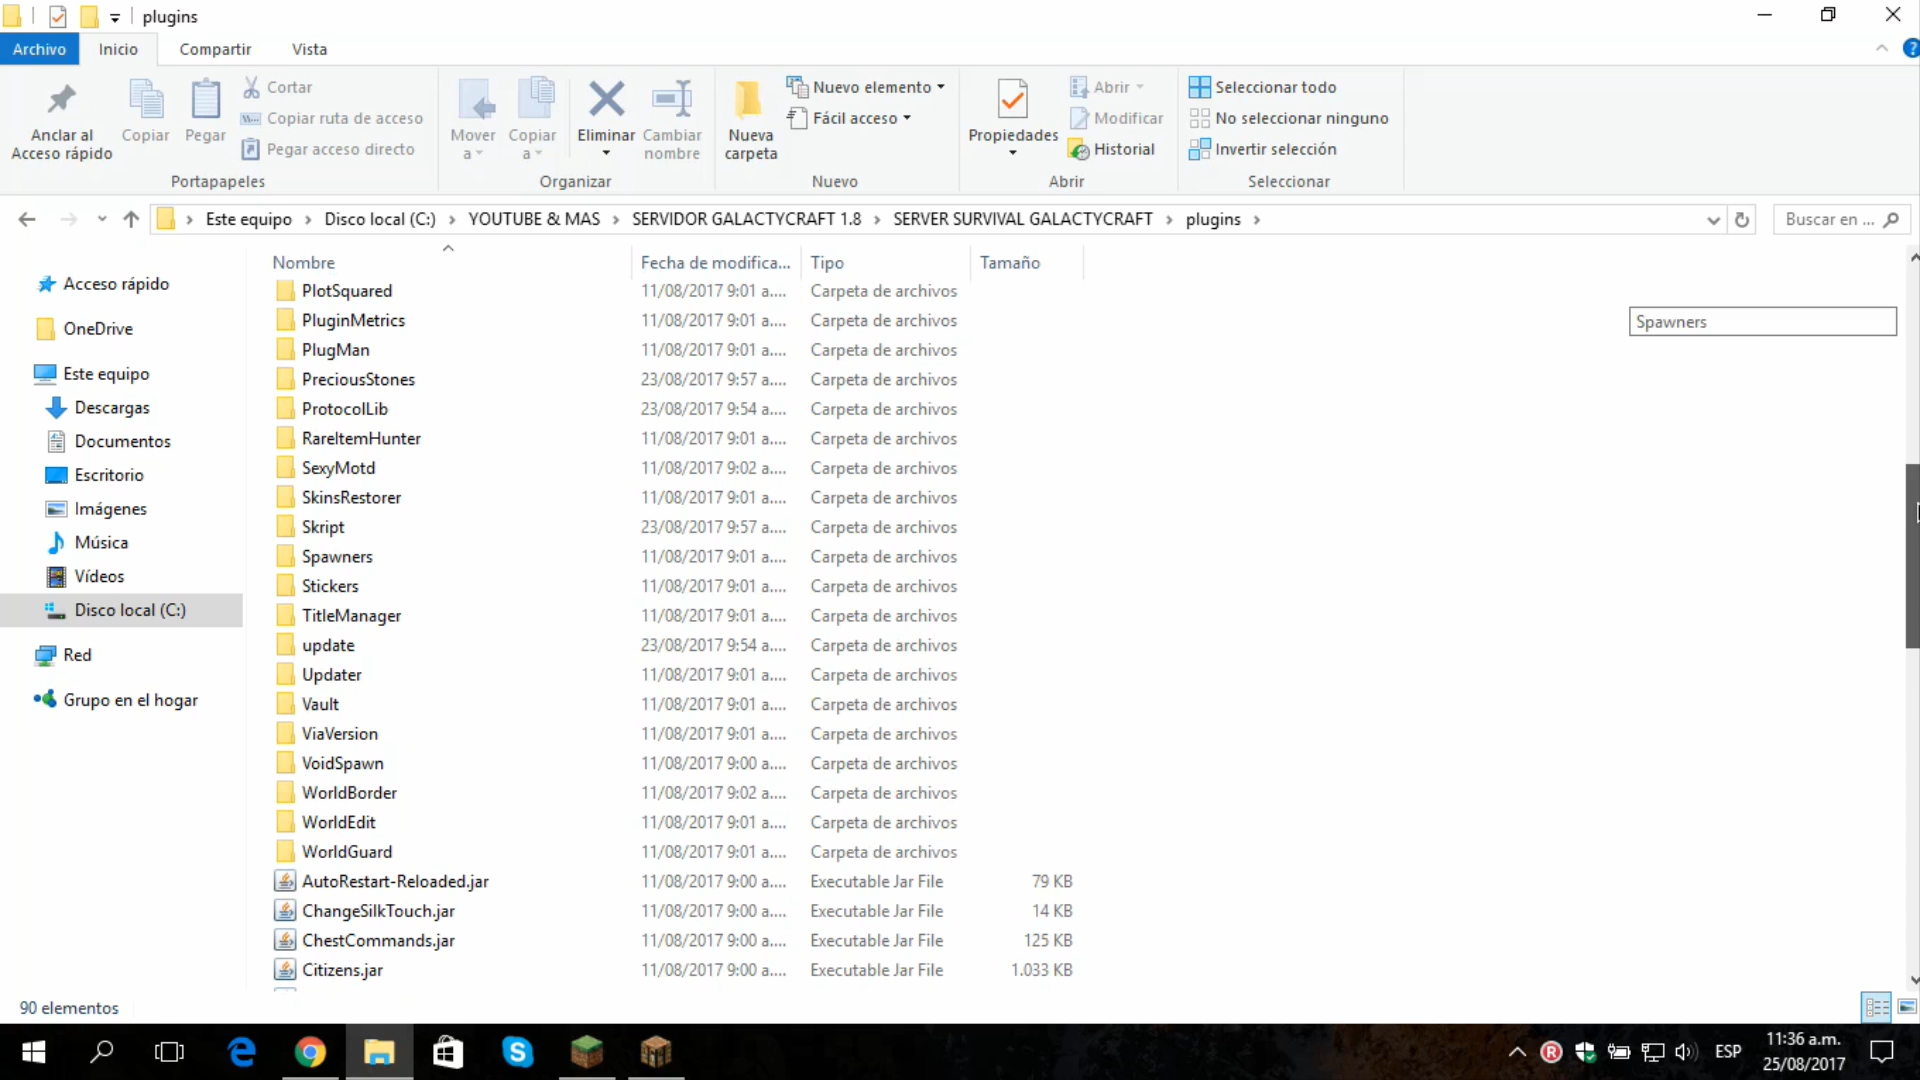 plugins
Archivo Inicio Compartir Vista
Anclar al Acceso rápido
Copiar
Pegar
Cortar
Copiar ruta de acceso
Pegar acceso directo
Portapapeles
Mover a
Copiar a
Eliminar
Cambiar nombre
Organizar
Nueva carpeta
Nuevo elemento
Fácil acceso
Nuevo
Propiedades
Abrir
Modificar
Historial
Abrir
Seleccionar todo
No seleccionar ninguno
Invertir selección
Seleccionar
Este equipo > Disco local (C:) > YOUTUBE & MAS > SERVIDOR GALACTYCRAFT 1.8 > SERVER SURVIVAL GALACTYCRAFT > plugins >
Buscar en ...
Acceso rápido
OneDrive
Este equipo
Descargas
Documentos
Escritorio
Imágenes
Música
Vídeos
Disco local (C:)
Red
Grupo en el hogar
Nombre Fecha de modifica... Tipo Tamaño
PlotSquared 11/08/2017 9:01 a.... Carpeta de archivos
PluginMetrics 11/08/2017 9:01 a.... Carpeta de archivos
PlugMan 11/08/2017 9:01 a.... Carpeta de archivos
PreciousStones 23/08/2017 9:57 a.... Carpeta de archivos
ProtocolLib 23/08/2017 9:54 a.... Carpeta de archivos
RareItemHunter 11/08/2017 9:01 a.... Carpeta de archivos
SexyMotd 11/08/2017 9:02 a.... Carpeta de archivos
SkinsRestorer 11/08/2017 9:01 a.... Carpeta de archivos
Skript 23/08/2017 9:57 a.... Carpeta de archivos
Spawners 11/08/2017 9:01 a.... Carpeta de archivos
Stickers 11/08/2017 9:01 a.... Carpeta de archivos
TitleManager 11/08/2017 9:01 a.... Carpeta de archivos
update 23/08/2017 9:54 a.... Carpeta de archivos
Updater 11/08/2017 9:01 a.... Carpeta de archivos
Vault 11/08/2017 9:01 a.... Carpeta de archivos
ViaVersion 11/08/2017 9:01 a.... Carpeta de archivos
VoidSpawn 11/08/2017 9:00 a.... Carpeta de archivos
WorldBorder 11/08/2017 9:02 a.... Carpeta de archivos
WorldEdit 11/08/2017 9:01 a.... Carpeta de archivos
WorldGuard 11/08/2017 9:01 a.... Carpeta de archivos
AutoRestart-Reloaded.jar 11/08/2017 9:00 a.... Executable Jar File 79 KB
ChangeSilkTouch.jar 11/08/2017 9:00 a.... Executable Jar File 14 KB
ChestCommands.jar 11/08/2017 9:00 a.... Executable Jar File 125 KB
Citizens.jar 11/08/2017 9:00 a.... Executable Jar File 1.033 KB
Spawners
90 elementos
ESP
11:36 a.m.
25/08/2017